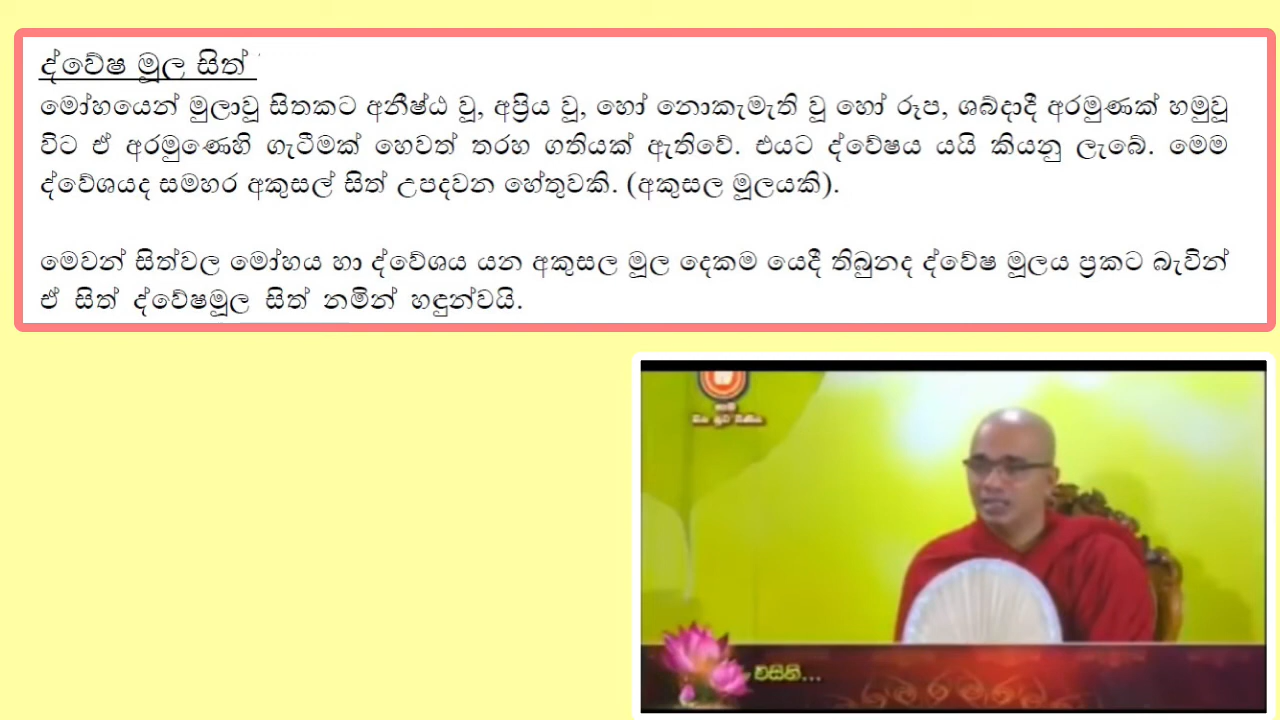 ද්වේෂ මූල සිත්
මෝහයෙන් මුලාවූ සිතකට අනීෂ්ඨ වූ, අප්‍රිය වූ, හෝ නොකැමැති වූ හෝ රූප, ශබ්දාදී අරමුණක් හමුවූ
විට ඒ අරමුණෙහි ගැටීමක් හෙවත් තරහ ගතියක් ඇතිවේ. එයට ද්වේෂය යයි කියනු ලැබේ. මෙම
ද්වේශයද සමහර අකුසල් සිත් උපදවන හේතුවකි. (අකුසල මූලයකි).
මෙවන් සිත්වල මෝහය හා ද්වේශය යන අකුසල මූල දෙකම යෙදී තිබුනද ද්වේෂ මූලය ප්‍රකට බැවින්
ඒ සිත් ද්වේෂමූල සිත් නමින් හඳුන්වයි.
විසිනි...